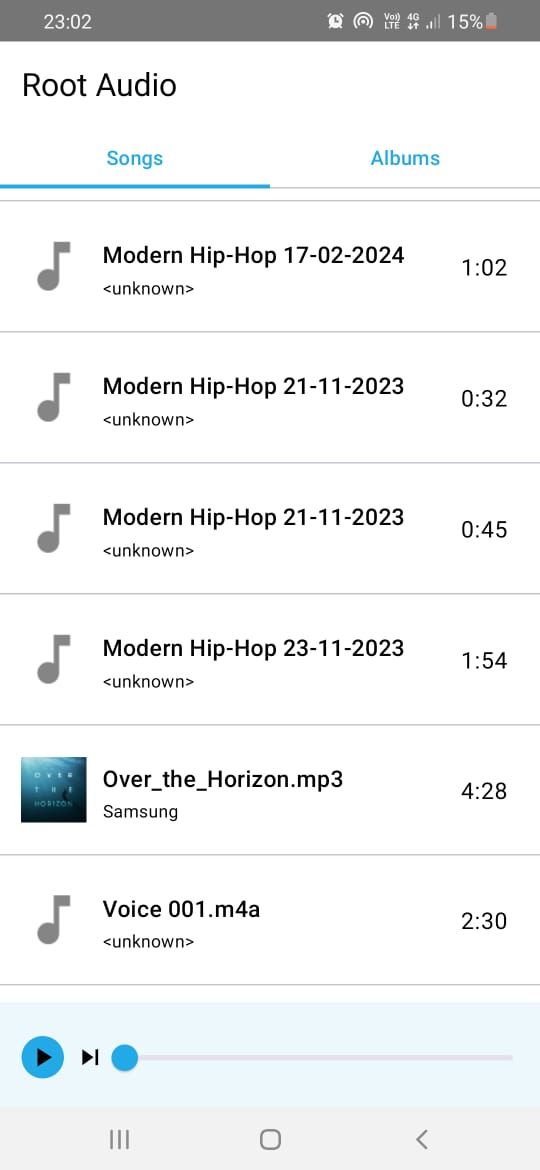 23:02
Vo))
LTE
4G
15%
Root Audio
Songs
Albums
Modern Hip-Hop 17-02-2024
<unknown>
1:02
Modern Hip-Hop 21-11-2023
<unknown>
0:32
Modern Hip-Hop 21-11-2023
<unknown>
0:45
Modern Hip-Hop 23-11-2023
<unknown>
1:54
OVER
THE
HORIZON
Over_the_Horizon.mp3
Samsung
4:28
Voice 001.m4a
<unknown>
2:30